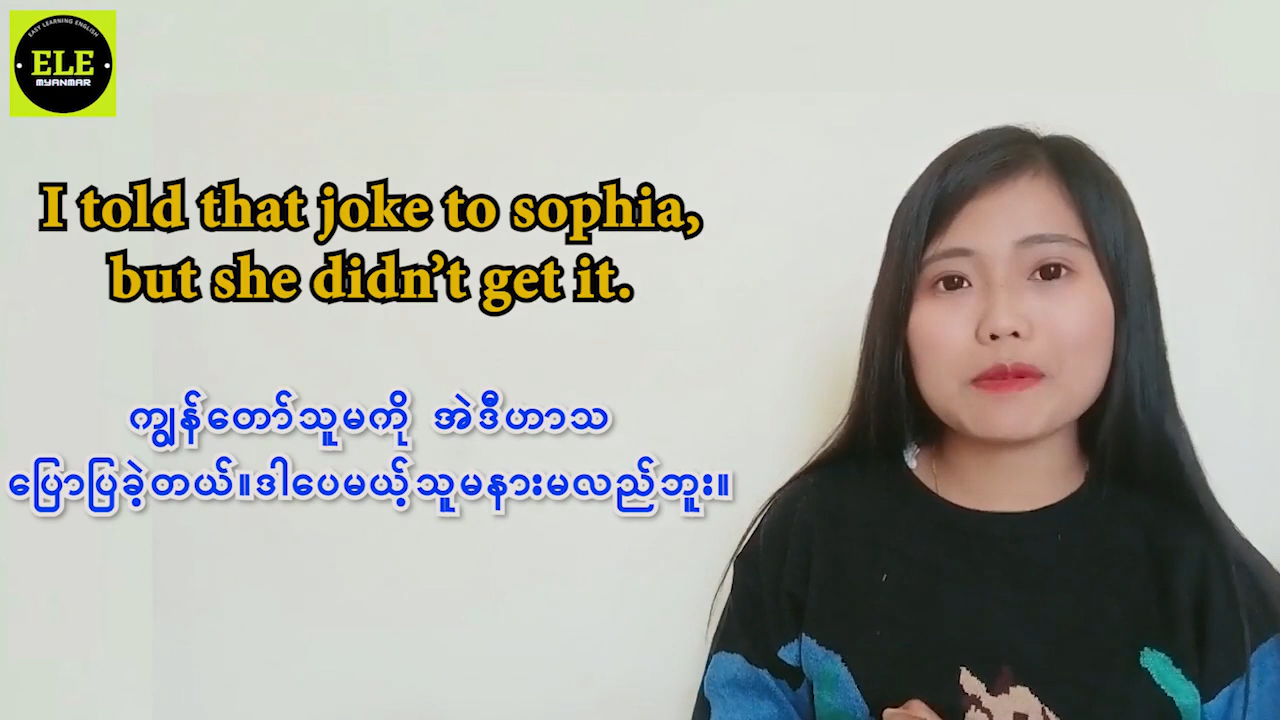 EASY LEARNING ENGLISH
ELE
MYANMAR
I told that joke to sophia,
but she didn’t get it.
ကျွန်တော်သူမကို အဲဒီဟာသ
ပြောပြခဲ့တယ်။ဒါပေမယ့်သူမနားမလည်ဘူး။